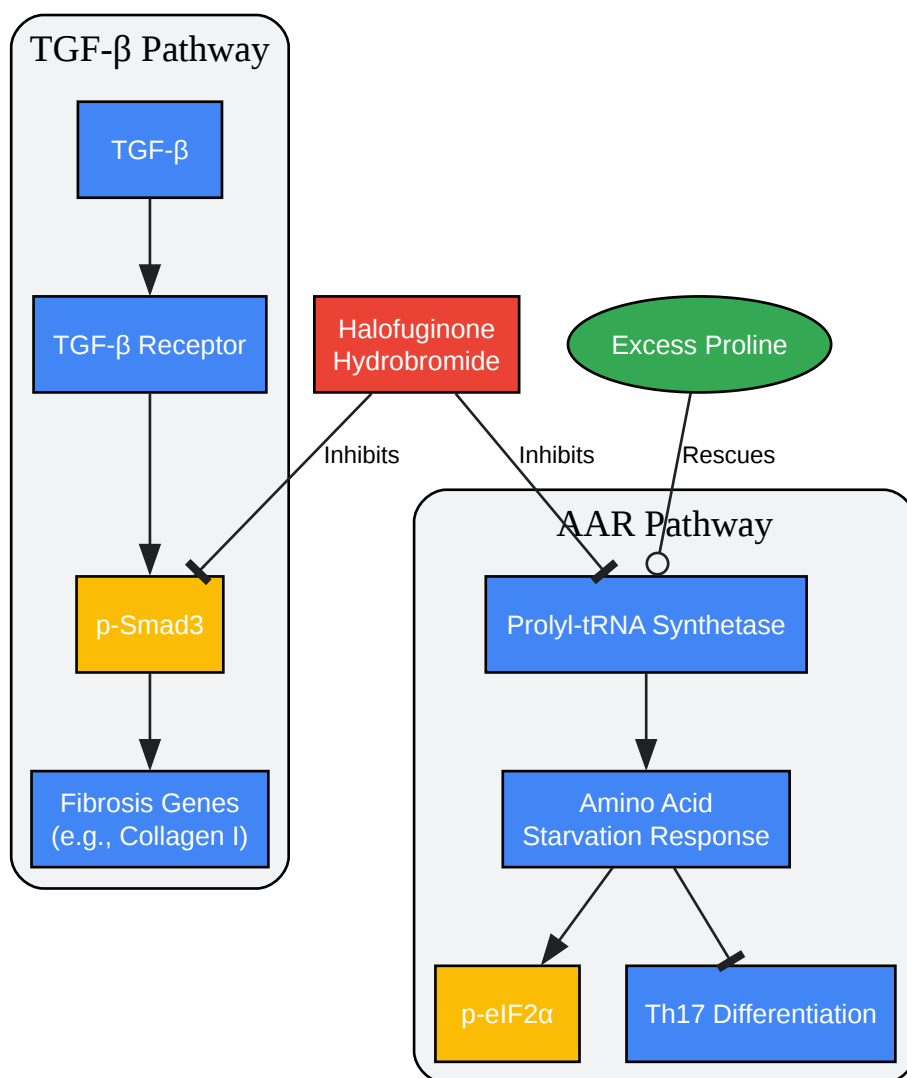 TGF-β Pathway
TGF-β
TGF-β Receptor
Halofuginone
Hydrobromide
Excess Proline
Inhibits
Inhibits
Rescues
AAR Pathway
p-Smad3
Prolyl-tRNA Synthetase
Fibrosis Genes
(e.g., Collagen I)
Amino Acid
Starvation Response
p-eIF2α
Th17 Differentiation